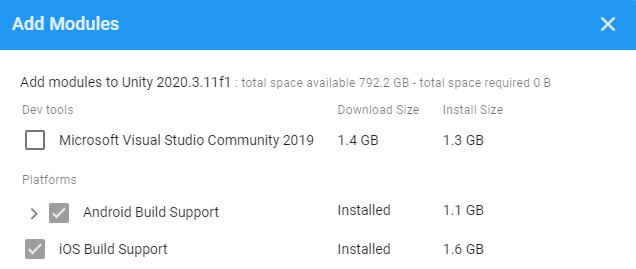 Add Modules
Add modules to Unity 2020.3.11f1 : total space available 792.2 GB - total space required 0 B
Dev tools Download Size Install Size
Microsoft Visual Studio Community 2019 1.4 GB 1.3 GB
Platforms
Android Build Support Installed 1.1 GB
iOS Build Support Installed 1.6 GB